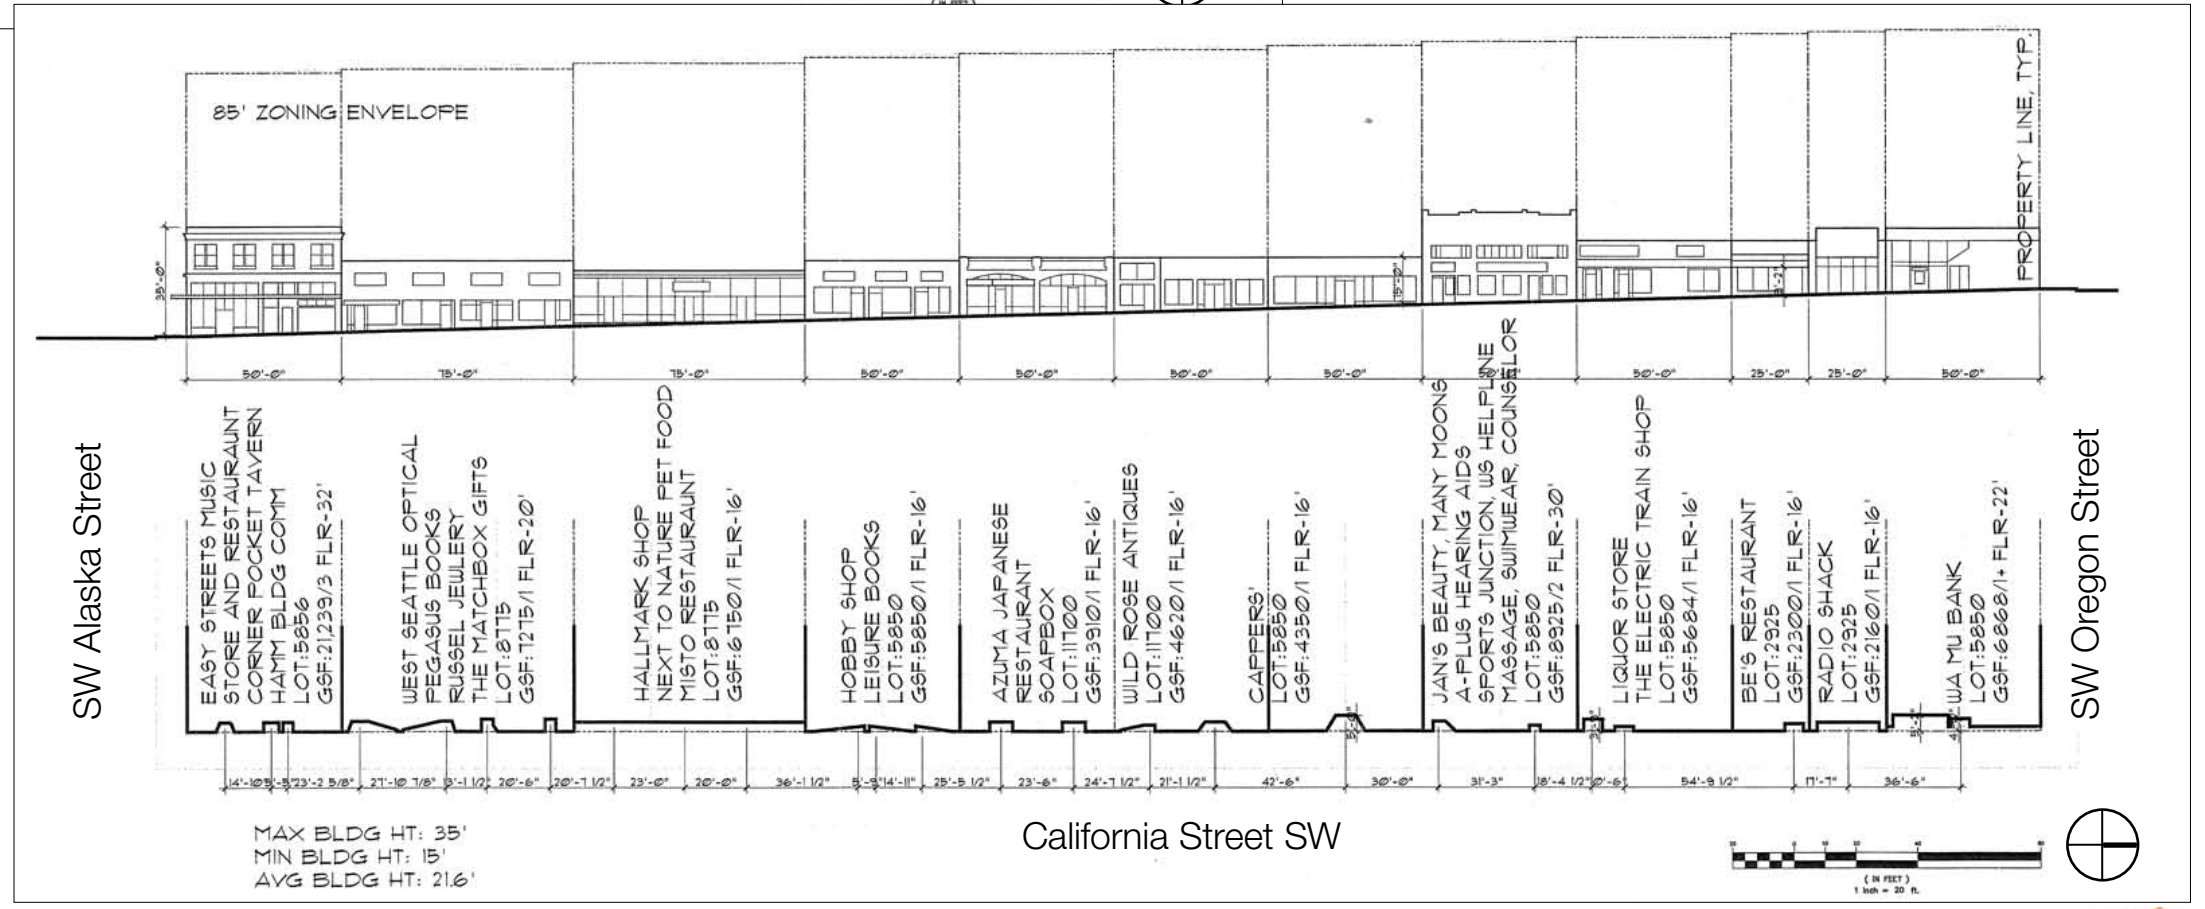 85' ZONING ENVELOPE
PROPERTY LINE, TYP.
35'-0"
15'-0"
50'-0"
75'-0"
75'-0"
50'-0"
50'-0"
50'-0"
50'-0"
50'-0"
50'-0"
25'-0"
25'-0"
50'-0"
SW Alaska Street
EASY STREETS MUSIC
STORE AND RESTAURAUNT
CORNER POCKET TAVERN
HAMM BLDG COMM
LOT:5856
GSF:21,239/3 FLR-32'
WEST SEATTLE OPTICAL
PEGASUS BOOKS
RUSSEL JEWLERY
THE MATCHBOX GIFTS
LOT:8775
GSF:7275/1 FLR-20'
HALLMARK SHOP
NEXT TO NATURE PET FOOD
MISTO RESTAURAUNT
LOT:8775
GSF:6750/1 FLR-16'
HOBBY SHOP
LEISURE BOOKS
LOT:5850
GSF:5850/1 FLR-16'
AZUMA JAPANESE
RESTAURANT
SOAPBOX
LOT:11700
GSF:3910/1 FLR-16'
WILD ROSE ANTIQUES
LOT:11700
GSF:4620/1 FLR-16'
CAPPERS'
LOT:5850
GSF:4350/1 FLR-16'
JAN'S BEAUTY, MANY MOONS
A-PLUS HEARING AIDS
SPORTS JUNCTION, WS HELPLINE
MASSAGE, SWIMWEAR, COUNSELOR
LOT:5850
GSF:8925/2 FLR-30'
LIQUOR STORE
THE ELECTRIC TRAIN SHOP
LOT:5850
GSF:5684/1 FLR-16'
BE'S RESTAURANT
LOT:2925
GSF:2300/1 FLR-16'
RADIO SHACK
LOT:2925
GSF:2160/1 FLR-16'
WA MU BANK
LOT:5850
GSF:6868/1+ FLR-22'
SW Oregon Street
14'-10
23'-2 5/8"
27'-10 7/8"
20'-6"
20'-7 1/2"
23'-0"
20'-0"
36'-1 1/2"
14'-11"
25'-5 1/2"
23'-6"
24'-7 1/2"
21'-1 1/2"
42'-6"
30'-0"
31'-3"
18'-4 1/2"
54'-9 1/2"
17'-7"
36'-6"
MAX BLDG HT: 35'
MIN BLDG HT: 15'
AVG BLDG HT: 21.6'
California Street SW
( IN FEET )
1 inch = 20 ft.